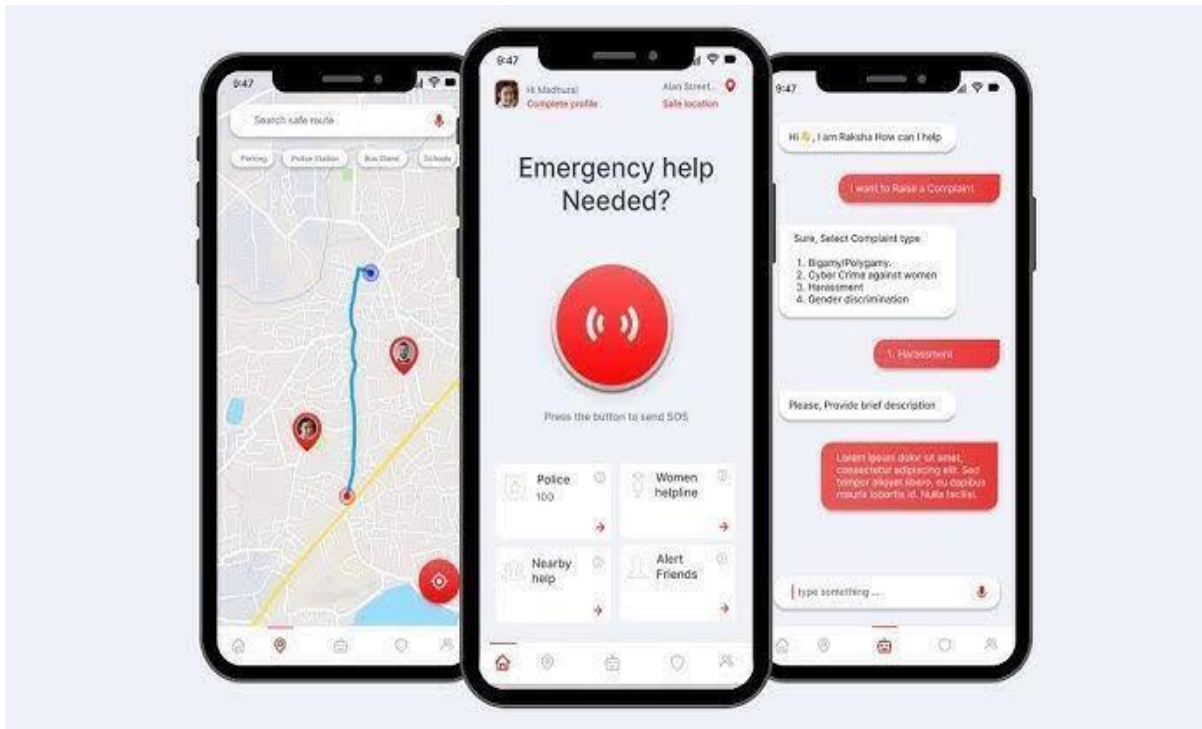 9:47
Search safe route
Parking
Police Station
Bus Stand
Schools
9:47
Hi Madhura!
Complete profile
Alan Street..
Safe location
Emergency help
Needed?
Press the button to send SOS
Police
100
Women
helpline
Nearby
help
Alert
Friends
9:47
Hi 👋, I am Raksha How can I help
I want to Raise a Complaint
Sure, Select Complaint type
1. Bigamy/Polygamy.
2. Cyber Crime against women
3. Harassment
4. Gender discrimination
1. Harassment
Please, Provide brief description
Lorem ipsum dolor sit amet,
consectetur adipiscing elit. Sed
tempor aliquet libero, eu dapibus
mauris lobortis id. Nulla facilisi.
type something ...